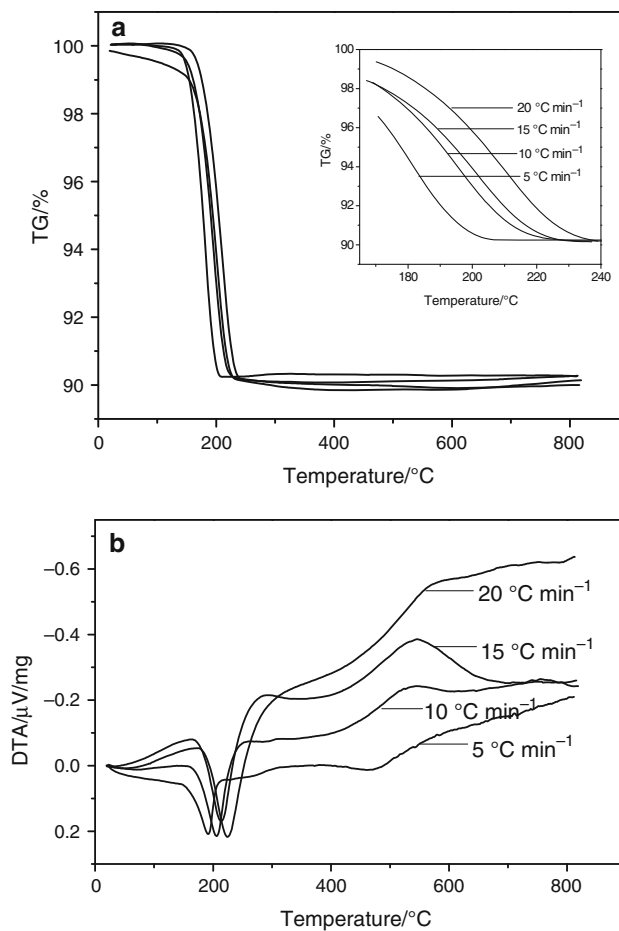 a
100
98
96
94
92
90
TG/%
0
200
400
600
800
Temperature/°C
100
98
96
94
92
90
TG/%
180
200
220
240
Temperature/°C
20 °C min⁻¹
15 °C min⁻¹
10 °C min⁻¹
5 °C min⁻¹
b
−0.6
−0.4
−0.2
0.0
0.2
DTA/μV/mg
20 °C min⁻¹
15 °C min⁻¹
10 °C min⁻¹
5 °C min⁻¹
0
200
400
600
800
Temperature/°C